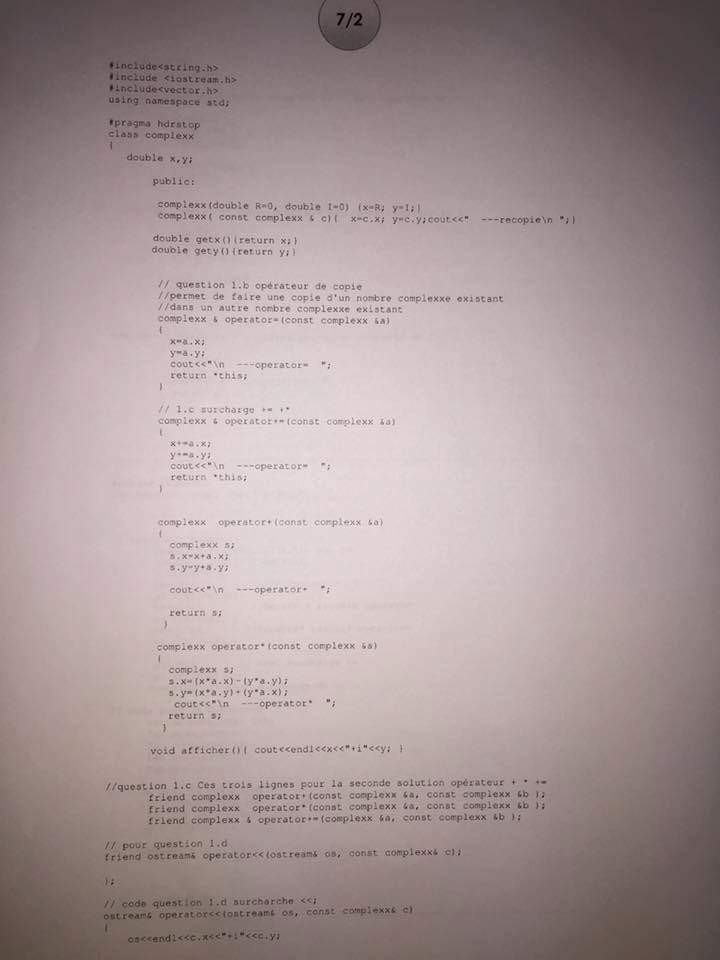 7/2
#include<string.h>
#include <iostream.h>
#include<vector.h>
using namespace std;
#pragma hdrstop
class complexx
{
double x,y;
public:
complexx(double R=0, double I=0) {x=R; y=I;}
complexx( const complexx & c){ x=c.x; y=c.y;cout<<" ---recopie\n ";}
double getx(){return x;}
double gety(){return y;}
// question 1.b opérateur de copie
//permet de faire une copie d'un nombre complexxe existant
//dans un autre nombre complexxe existant
complexx & operator=(const complexx &a)
{
x=a.x;
y=a.y;
cout<<"\n ---operator= ";
return *this;
}
// 1.c surcharge += +*
complexx & operator+=(const complexx &a)
{
x+=a.x;
y+=a.y;
cout<<"\n ---operator= ";
return *this;
}
complexx operator+(const complexx &a)
{
complexx s;
s.x=x+a.x;
s.y=y+a.y;
cout<<"\n ---operator+ ";
return s;
}
complexx operator*(const complexx &a)
{
complexx s;
s.x=(x*a.x)-(y*a.y);
s.y=(x*a.y)+(y*a.x);
cout<<"\n ---operator* ";
return s;
}
void afficher(){ cout<<endl<<x<<"+i"<<y; }
//question 1.c Ces trois lignes pour la seconde solution opérateur + * +=
friend complexx operator+(const complexx &a, const complexx &b );
friend complexx operator*(const complexx &a, const complexx &b );
friend complexx & operator+=(complexx &a, const complexx &b );
// pour question 1.d
friend ostream& operator<<(ostream& os, const complexx& c);
};
// code question 1.d surcharche <<;
ostream& operator<<(ostream& os, const complexx& c)
{
os<<endl<<c.x<<"+i"<<c.y;